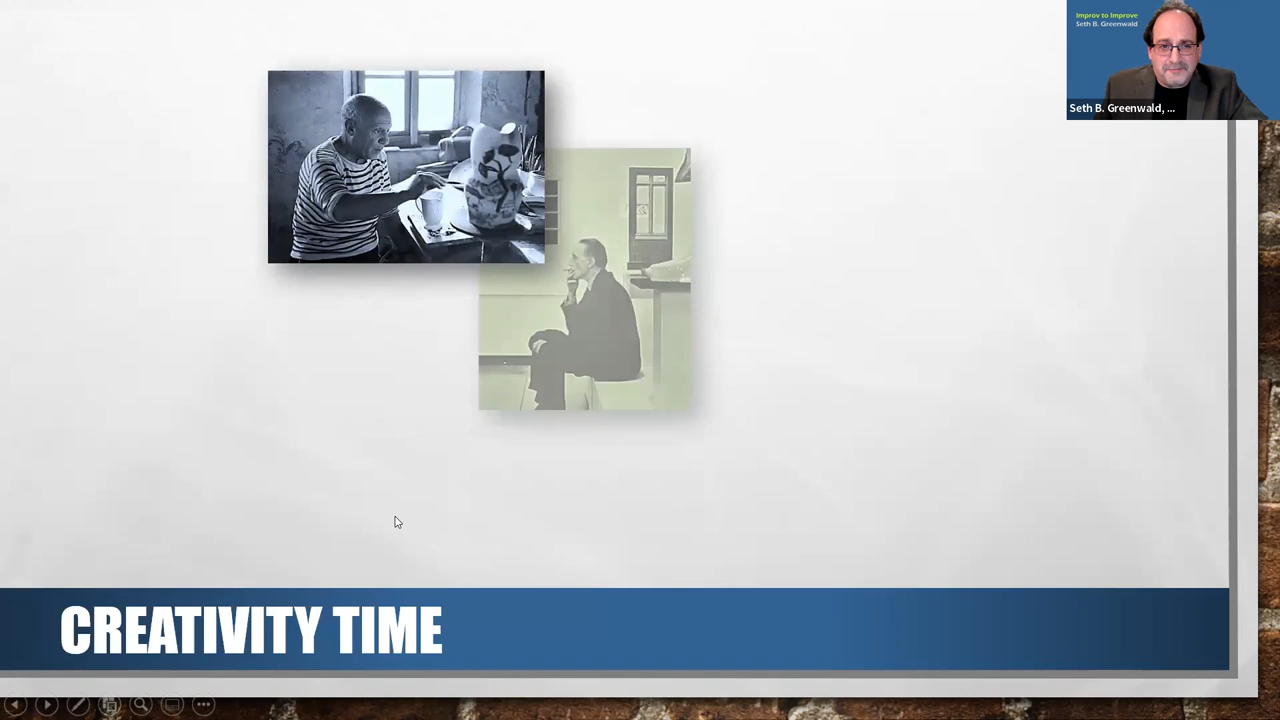 Improv to Improve
Seth B. Greenwald
Seth B. Greenwald, ...
CREATIVITY TIME